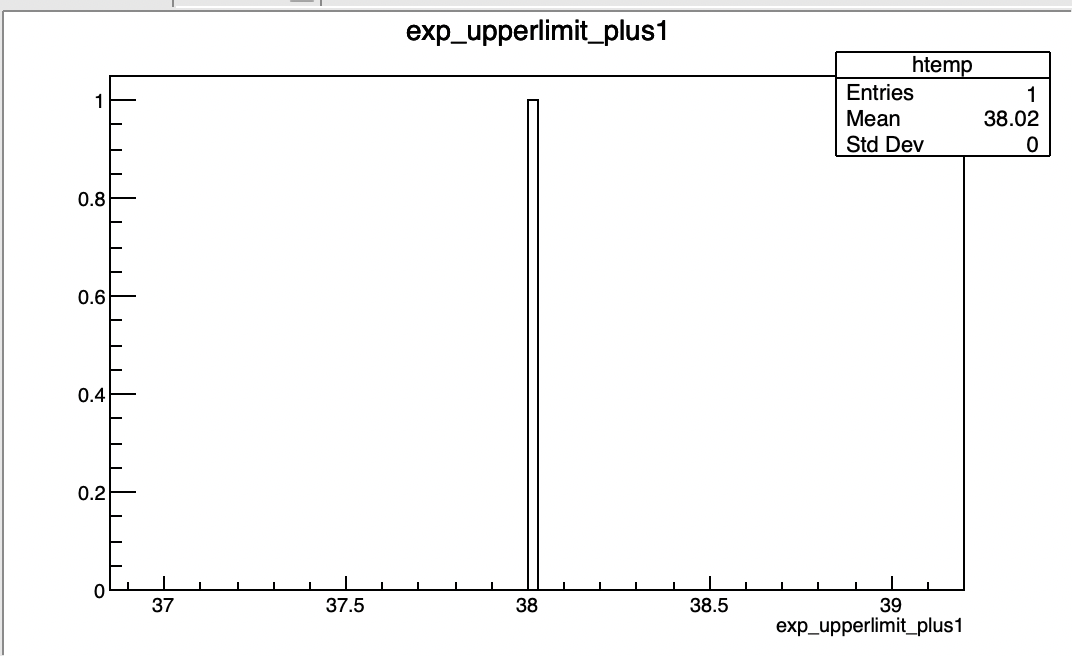 exp_upperlimit_plus1
htemp
Entries 1
Mean 38.02
Std Dev 0
1
0.8
0.6
0.4
0.2
0
37 37.5 38 38.5 39
exp_upperlimit_plus1